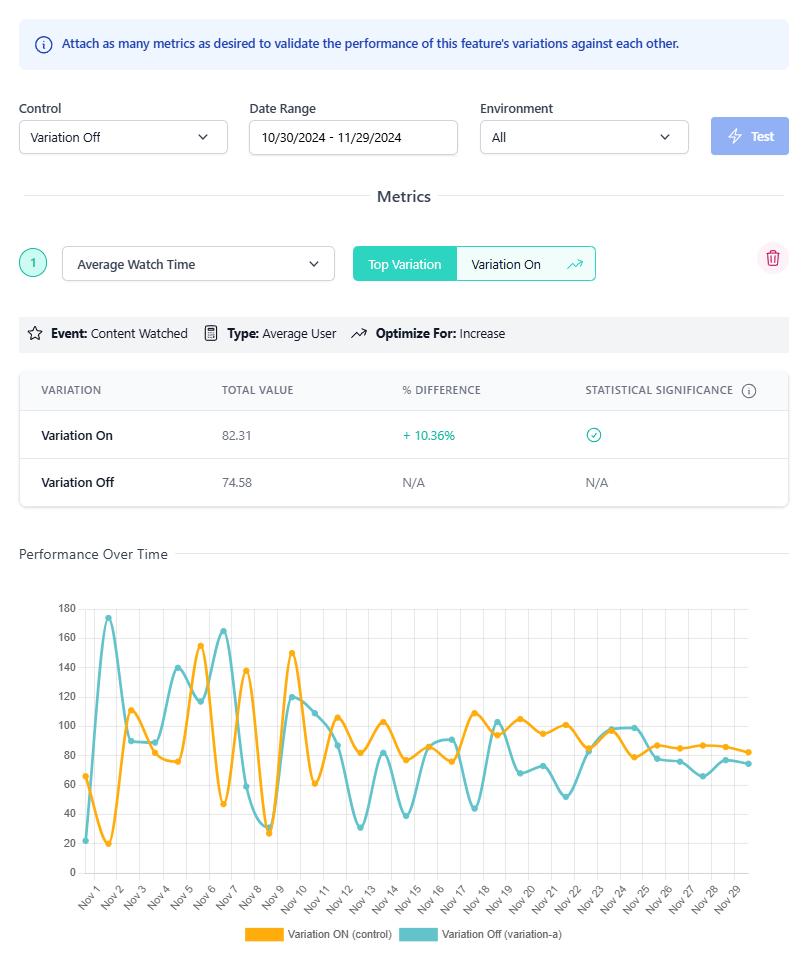 Attach as many metrics as desired to validate the performance of this feature's variations against each other.
Control Date Range Environment
Variation Off 10/30/2024 - 11/29/2024 All Test
Metrics
1 Average Watch Time Top Variation Variation On
Event: Content Watched Type: Average User Optimize For: Increase
VARIATION TOTAL VALUE % DIFFERENCE STATISTICAL SIGNIFICANCE
Variation On 82.31 + 10.36%
Variation Off 74.58 N/A N/A
Performance Over Time
180
160
140
120
100
80
60
40
20
0
Nov 1 Nov 2 Nov 3 Nov 4 Nov 5 Nov 6 Nov 7 Nov 8 Nov 9 Nov 10 Nov 11 Nov 12 Nov 13 Nov 14 Nov 15 Nov 16 Nov 17 Nov 18 Nov 19 Nov 20 Nov 21 Nov 22 Nov 23 Nov 24 Nov 25 Nov 26 Nov 27 Nov 28 Nov 29
Variation ON (control) Variation Off (variation-a)